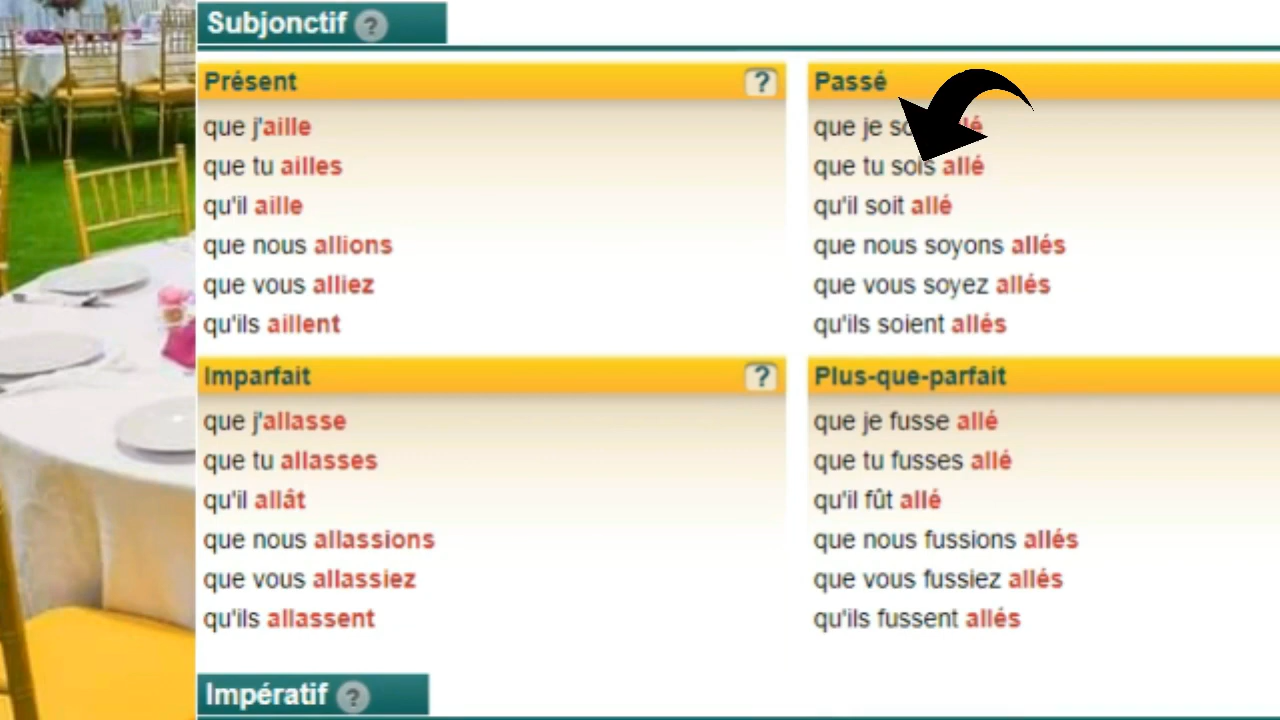 Subjonctif ?
Présent ?
que j'aille
que tu ailles
qu'il aille
que nous allions
que vous alliez
qu'ils aillent
Passé
que je
que tu sois allé
qu'il soit allé
que nous soyons allés
que vous soyez allés
qu'ils soient allés
Imparfait ?
que j'allasse
que tu allasses
qu'il allât
que nous allassions
que vous allassiez
qu'ils allassent
Plus-que-parfait
que je fusse allé
que tu fusses allé
qu'il fût allé
que nous fussions allés
que vous fussiez allés
qu'ils fussent allés
Impératif ?